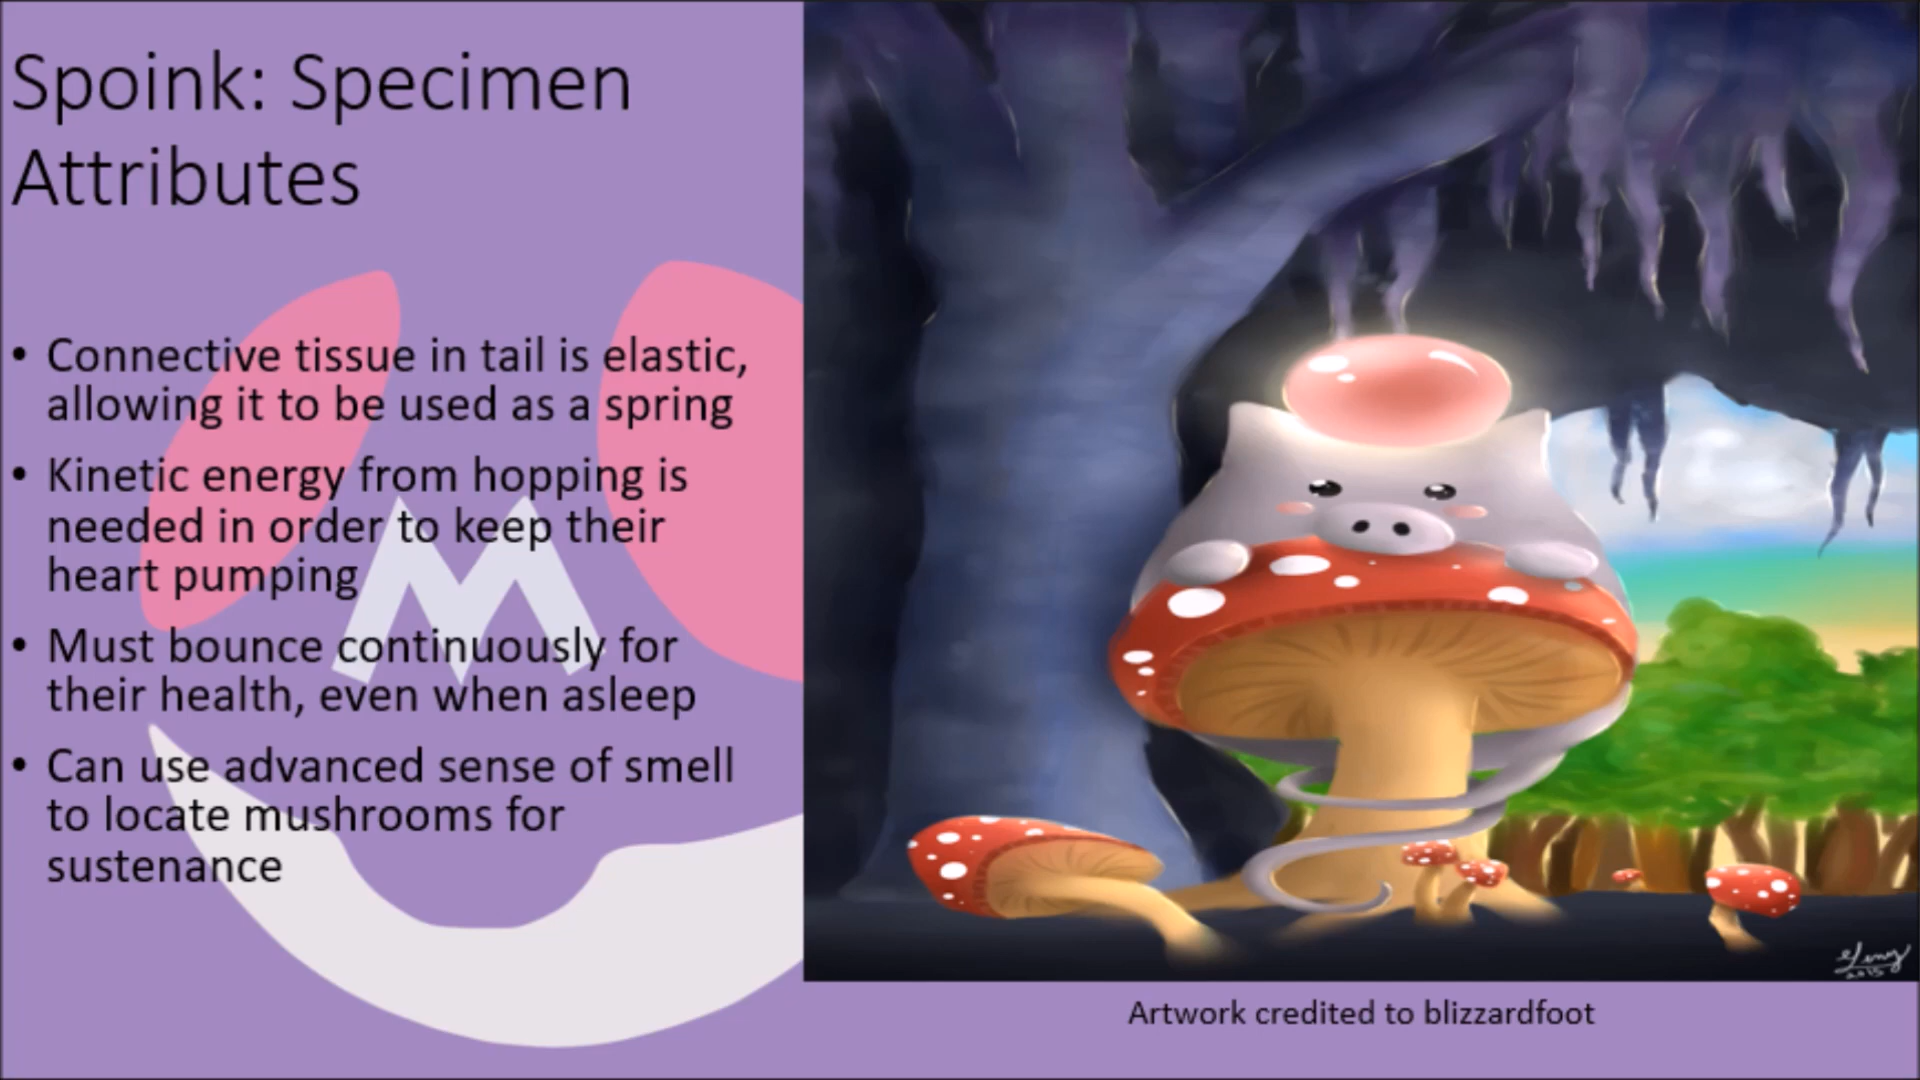 Spoink: Specimen
Attributes
• Connective tissue in tail is elastic,
allowing it to be used as a spring
• Kinetic energy from hopping is
needed in order to keep their
heart pumping
• Must bounce continuously for
their health, even when asleep
• Can use advanced sense of smell
to locate mushrooms for
sustenance
M
2015
Artwork credited to blizzardfoot